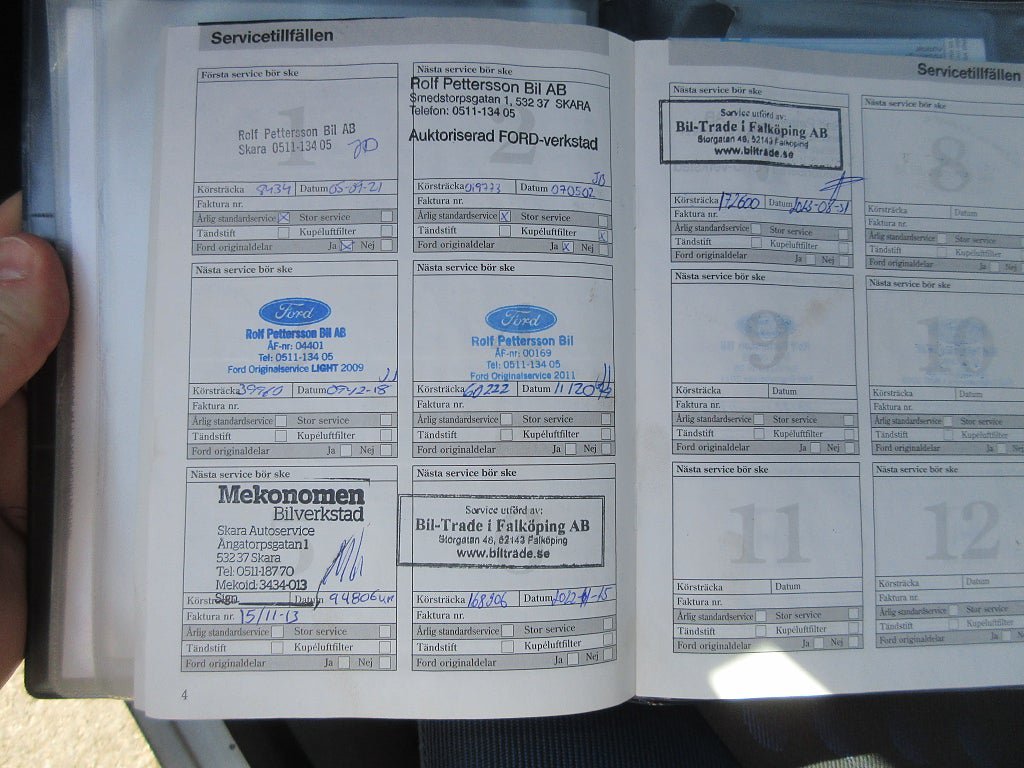 Servicetillfällen
Första service bör ske
1
Rolf Pettersson Bil AB
Skara 0511-134 05
Körsträcka 8434 Datum 05-09-21
Faktura nr.
Årlig standardservice Stor service
Tändstift Kupéluftfilter
Ford originaldelar Ja Nej
Nästa service bör ske
2
Rolf Pettersson Bil AB
Smedstorpsgatan 1, 532 37 SKARA
Telefon: 0511-134 05
Auktoriserad FORD-verkstad
JB
Körsträcka 019773 Datum 070502
Faktura nr.
Årlig standardservice Stor service
Tändstift Kupéluftfilter
Ford originaldelar Ja Nej
Nästa service bör ske
Ford
Rolf Pettersson Bil AB
ÅF-nr: 04401
Tel: 0511-134 05
Ford Originalservice LIGHT 2009
Körsträcka 39960 Datum 09-12-18
Faktura nr.
Årlig standardservice Stor service
Tändstift Kupéluftfilter
Ja Nej
Nästa service bör ske
Ford
Rolf Pettersson Bil
ÅF-nr: 00169
Tel: 0511-134 05
Ford Originalservice 2011
Körsträcka 60222 Datum
Faktura nr.
Årlig standardservice Stor service
Tändstift Kupéluftfilter
Ja Nej
Nästa service bör ske
Mekonomen
Bilverkstad
Skara Autoservice
Ängatorpsgatan 1
532 37 Skara
Tel: 0511-187 70
Mekoid: 3434-013
Sign
Datum 94806 km
Faktura nr. 15/11-13
Årlig standardservice Stor service
Tändstift Kupéluftfilter
Ford originaldelar Ja Nej
Nästa service bör ske
Service utförd av:
Bil-Trade i Falköping AB
Storgatan 46, 52143 Falköping
www.biltrade.se
Körsträcka 168906 Datum
Faktura nr.
Årlig standardservice Stor service
Tändstift Kupéluftfilter
Ford originaldelar Ja Nej
4
Servicetillfällen
Nästa service bör ske
Service utförd av:
Bil-Trade i Falköping AB
Storgatan 46, 52143 Falköping
www.biltrade.se
Körsträcka 172600 Datum
Faktura nr.
Årlig standardservice Stor service
Tändstift Kupéluftfilter
Ford originaldelar Ja Nej
Nästa service bör ske
8
Körsträcka Datum
Faktura nr.
Årlig standardservice Stor service
Tändstift Kupéluftfilter
Ford originaldelar Ja Nej
Nästa service bör ske
9
Körsträcka Datum
Faktura nr.
Årlig standardservice Stor service
Tändstift Kupéluftfilter
Ford originaldelar Ja Nej
Nästa service bör ske
10
Körsträcka Datum
Faktura nr.
Årlig standardservice Stor service
Tändstift Kupéluftfilter
Ford originaldelar Ja Nej
Nästa service bör ske
11
Körsträcka Datum
Faktura nr.
Årlig standardservice Stor service
Tändstift Kupéluftfilter
Ford originaldelar Ja Nej
Nästa service bör ske
12
Körsträcka Datum
Faktura nr.
Årlig standardservice Stor service
Tändstift Kupéluftfilter
Ford originaldelar Ja